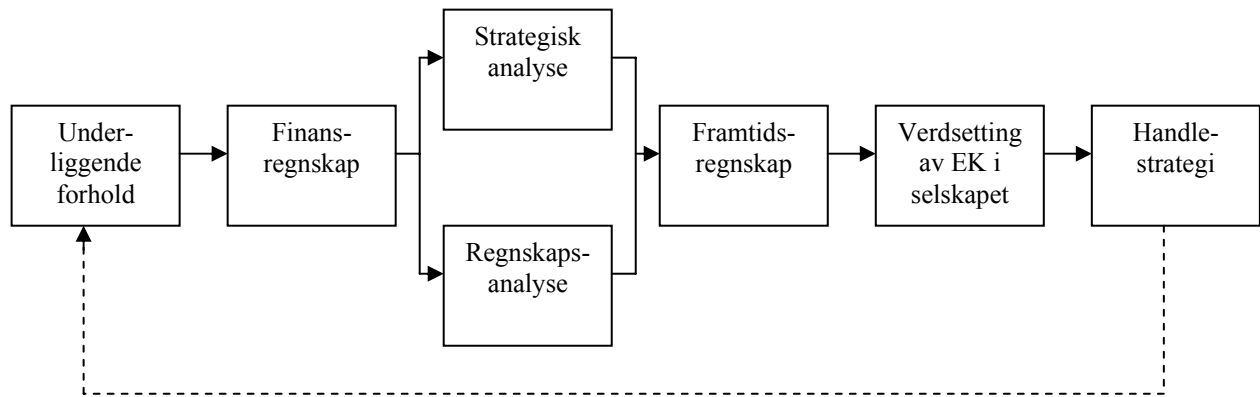 Under-
liggende
forhold
Finans-
regnskap
Strategisk
analyse
Regnskaps-
analyse
Framtids-
regnskap
Verdsetting
av EK i
selskapet
Handle-
strategi